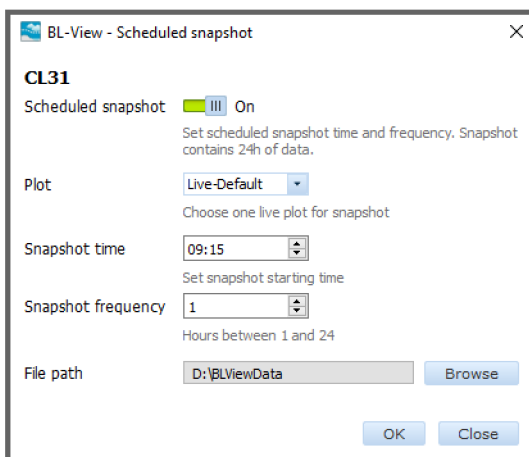 BL-View - Scheduled snapshot
CL31
Scheduled snapshot On
Set scheduled snapshot time and frequency. Snapshot
contains 24h of data.
Plot Live-Default
Choose one live plot for snapshot
Snapshot time 09:15
Set snapshot starting time
Snapshot frequency 1
Hours between 1 and 24
File path D:\BLViewData Browse
OK Close